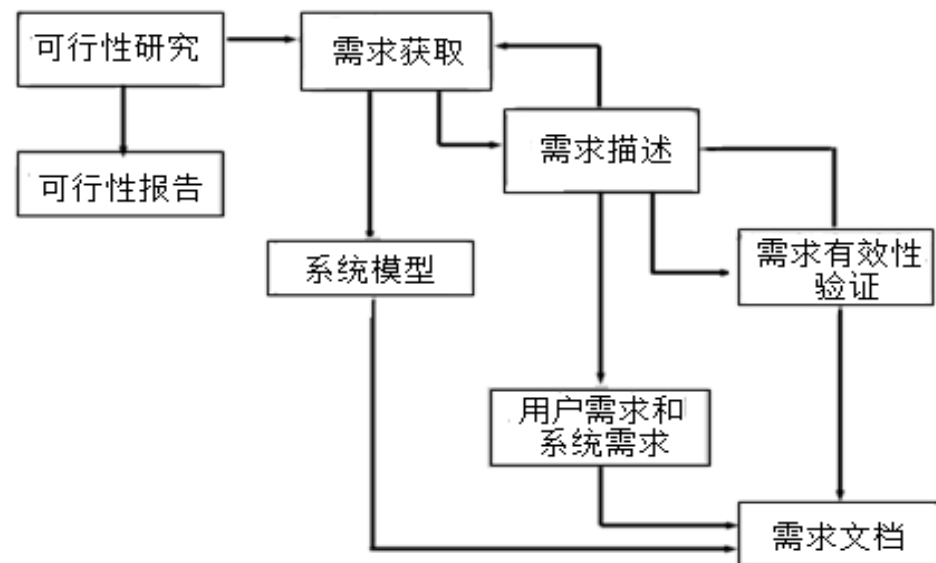 可行性研究
需求获取
需求描述
可行性报告
系统模型
需求有效性
验证
用户需求和
系统需求
需求文档